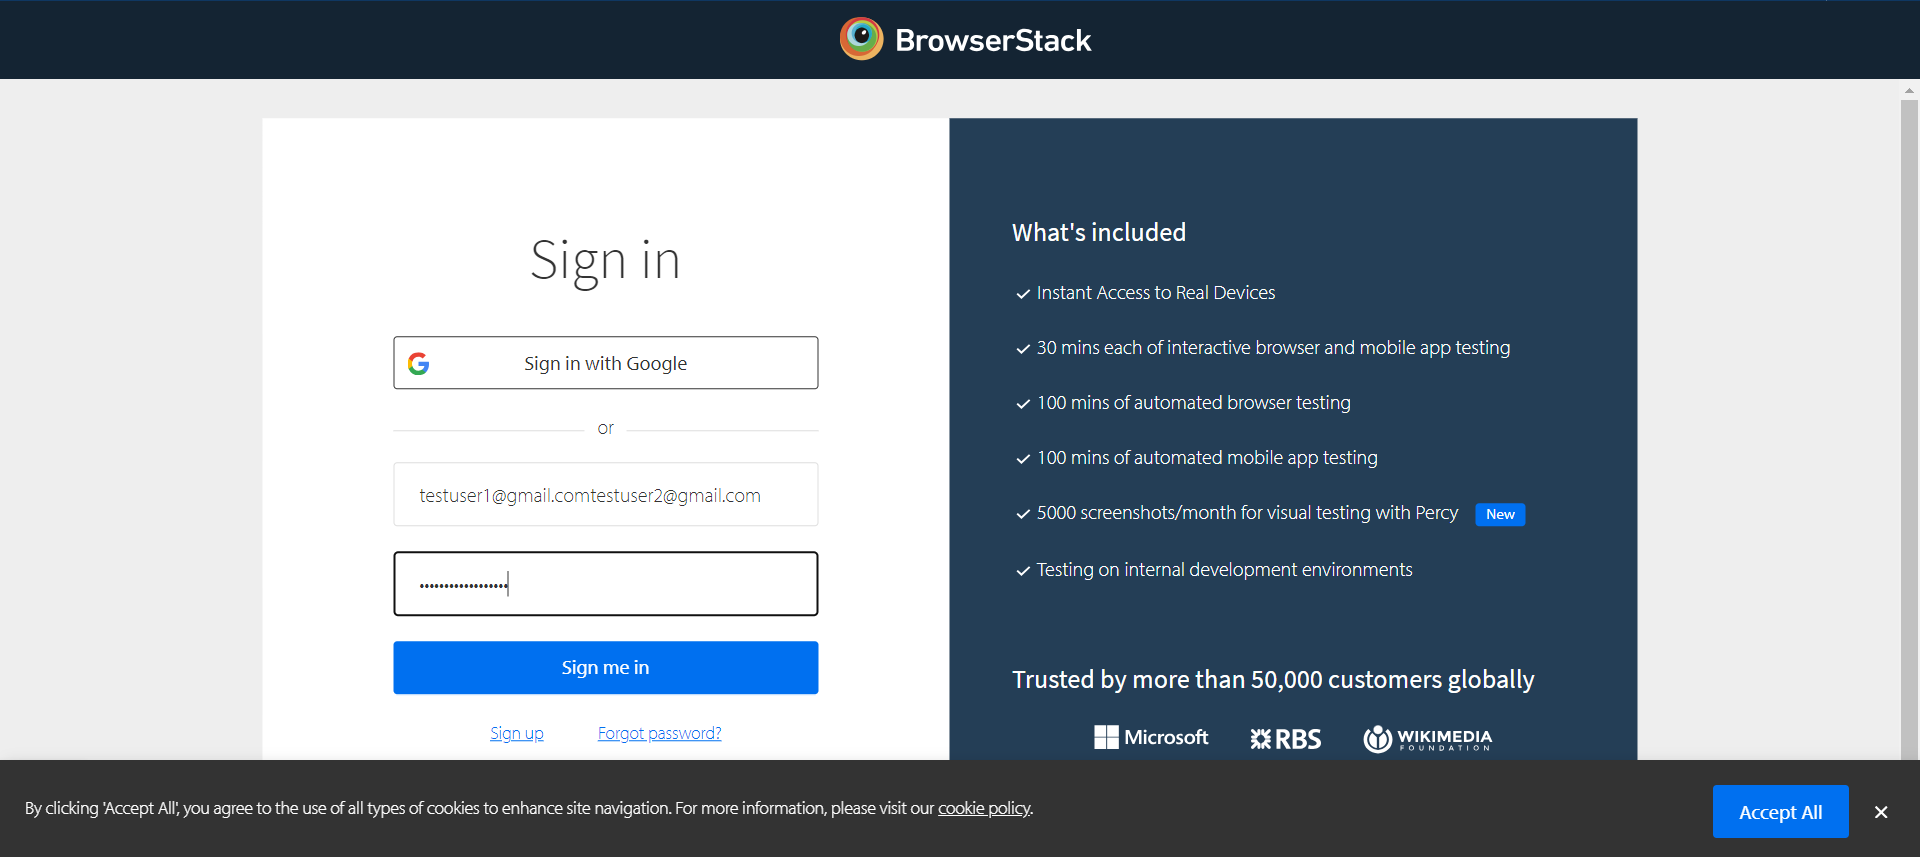 BrowserStack
Sign in
Sign in with Google
or
testuser1@gmail.comtestuser2@gmail.com
••••••••••••••••••
Sign me in
Sign up
Forgot password?
What's included
Instant Access to Real Devices
30 mins each of interactive browser and mobile app testing
100 mins of automated browser testing
100 mins of automated mobile app testing
5000 screenshots/month for visual testing with Percy New
Testing on internal development environments
Trusted by more than 50,000 customers globally
Microsoft
RBS
WIKIMEDIA
FOUNDATION
By clicking 'Accept All', you agree to the use of all types of cookies to enhance site navigation. For more information, please visit our cookie policy.
Accept All